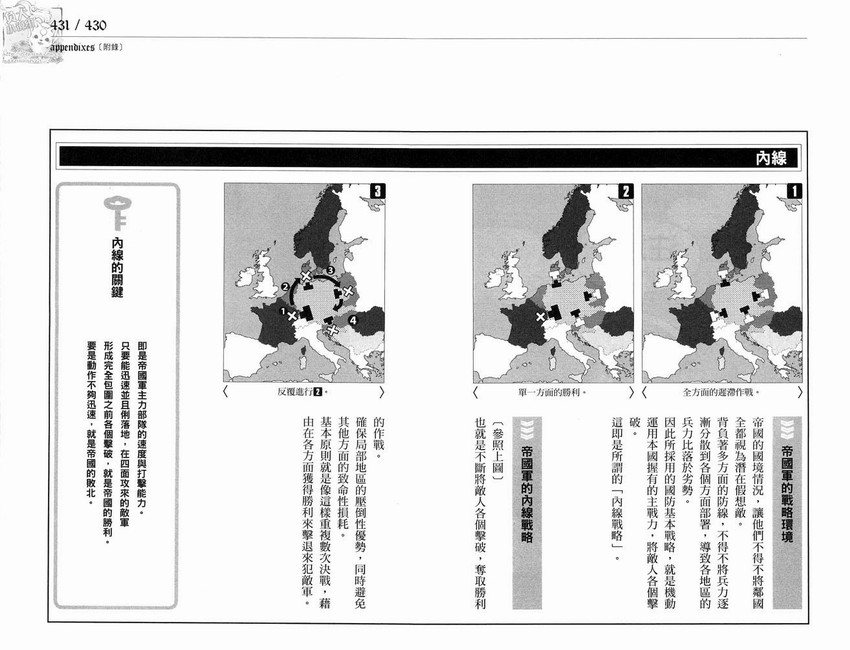 431 / 430
appendixes〔附錄〕
內線
1
全方面的遲滯作戰。
2
單一方面的勝利。
3
1
2
3
4
反覆進行2。
帝國軍的戰略環境
帝國的國境情況，讓他們不得不將鄰國
全都視為潛在假想敵。
背負著多方面的防線，不得不將兵力逐
漸分散到各個方面部署，導致各地區的
兵力比落於劣勢。
因此所採用的國防基本戰略，就是機動
運用本國握有的主戰力，將敵人各個擊
破。
這即是所謂的「內線戰略」。
帝國軍的內線戰略
〔參照上圖〕
也就是不斷將敵人各個擊破，奪取勝利
的作戰。
確保局部地區的壓倒性優勢，同時避免
其他方面的致命性損耗。
基本原則就是像這樣重複數次決戰，藉
由在各方面獲得勝利來擊退來犯敵軍。
內線的關鍵
即是帝國軍主力部隊的速度與打擊能力。
只要能迅速並且俐落地，在四面攻來的敵軍
形成完全包圍之前各個擊破，就是帝國的勝利。
要是動作不夠迅速，就是帝國的敗北。